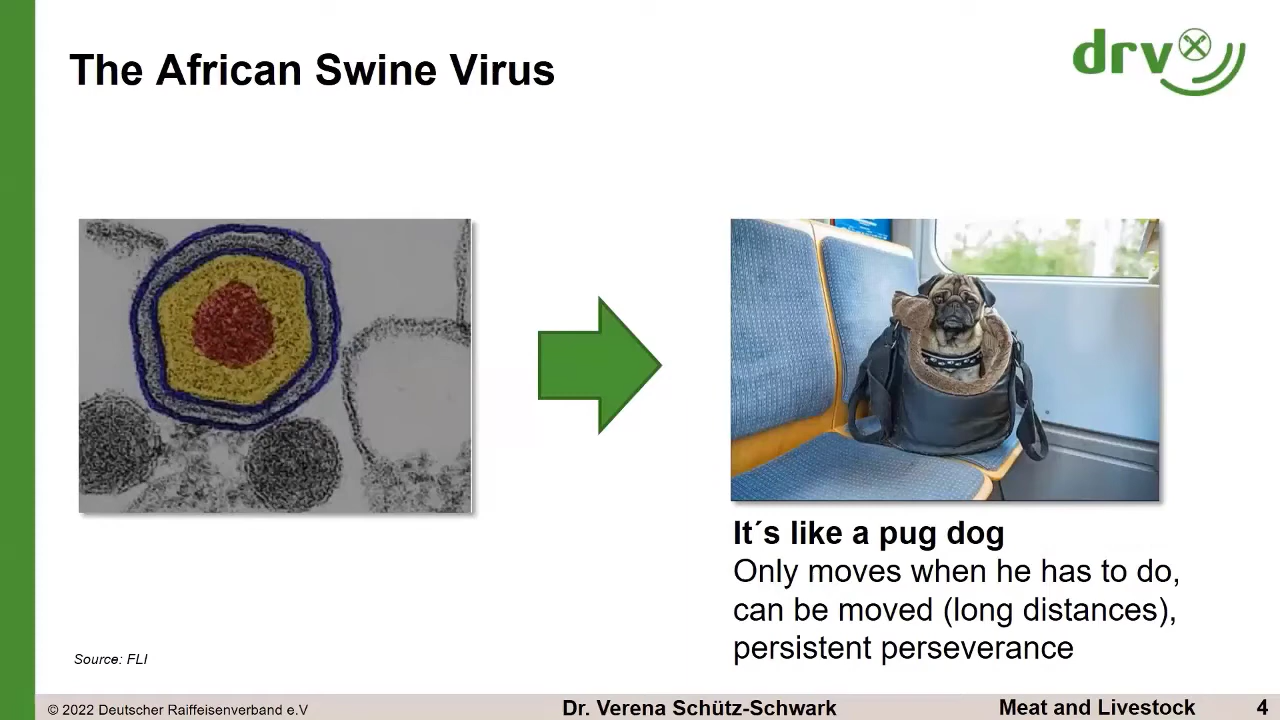 The African Swine Virus
drv
It´s like a pug dog
Only moves when he has to do,
can be moved (long distances),
persistent perseverance
Source: FLI
© 2022 Deutscher Raiffeisenverband e.V
Dr. Verena Schütz-Schwark
Meat and Livestock
4